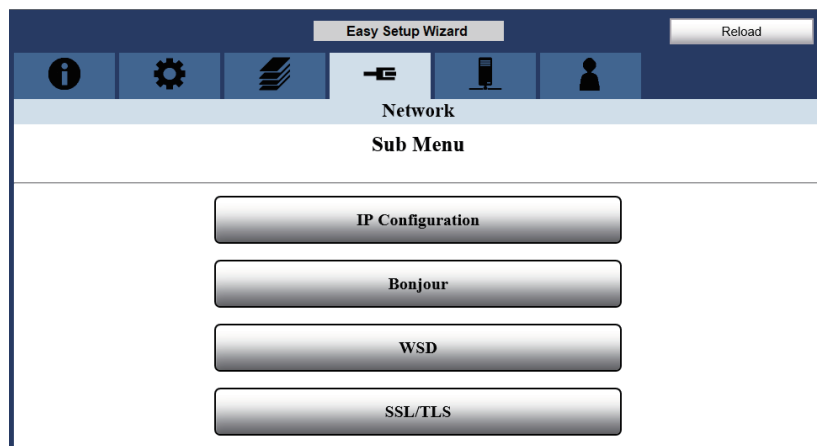 Easy Setup Wizard
Reload
Network
Sub Menu
IP Configuration
Bonjour
WSD
SSL/TLS